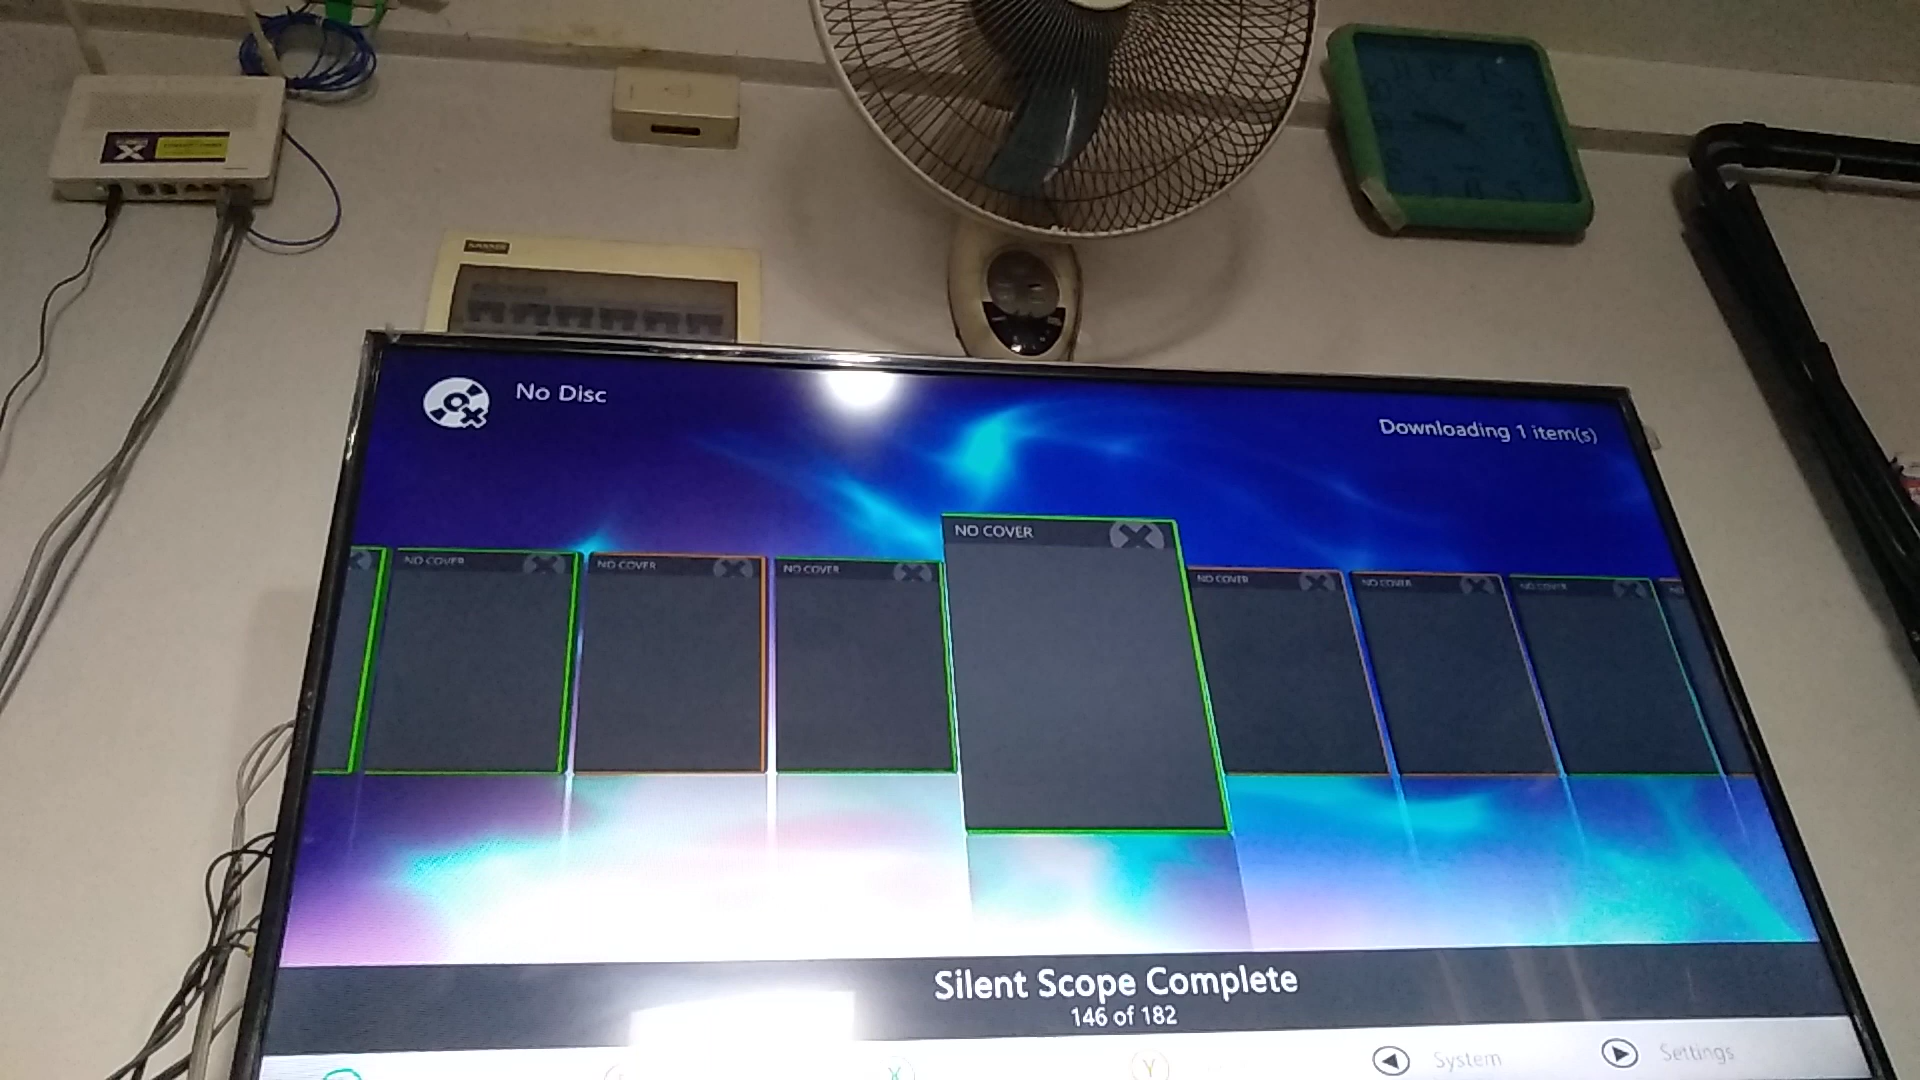 No Disc
Downloading 1 item(s)
NO COVER
NO COVER
NO COVER
NO COVER
NO COVER
NO COVER
NO COVER
NO
Silent Scope Complete
146 of 182
X
Y
System
Settings